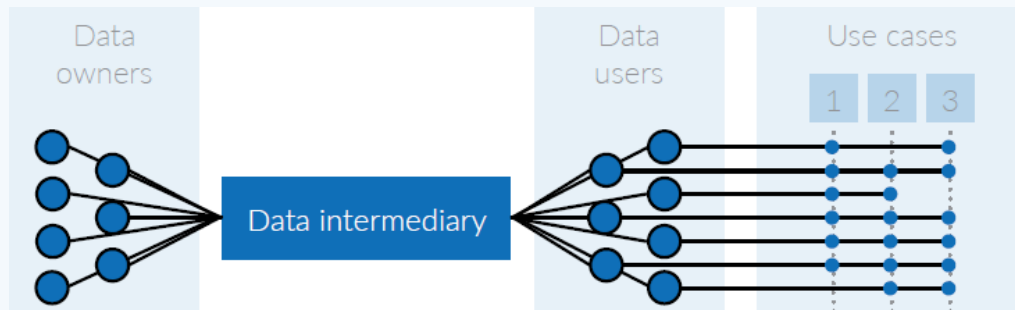 Data
owners
Data
users
Use cases
1 2 3
Data intermediary